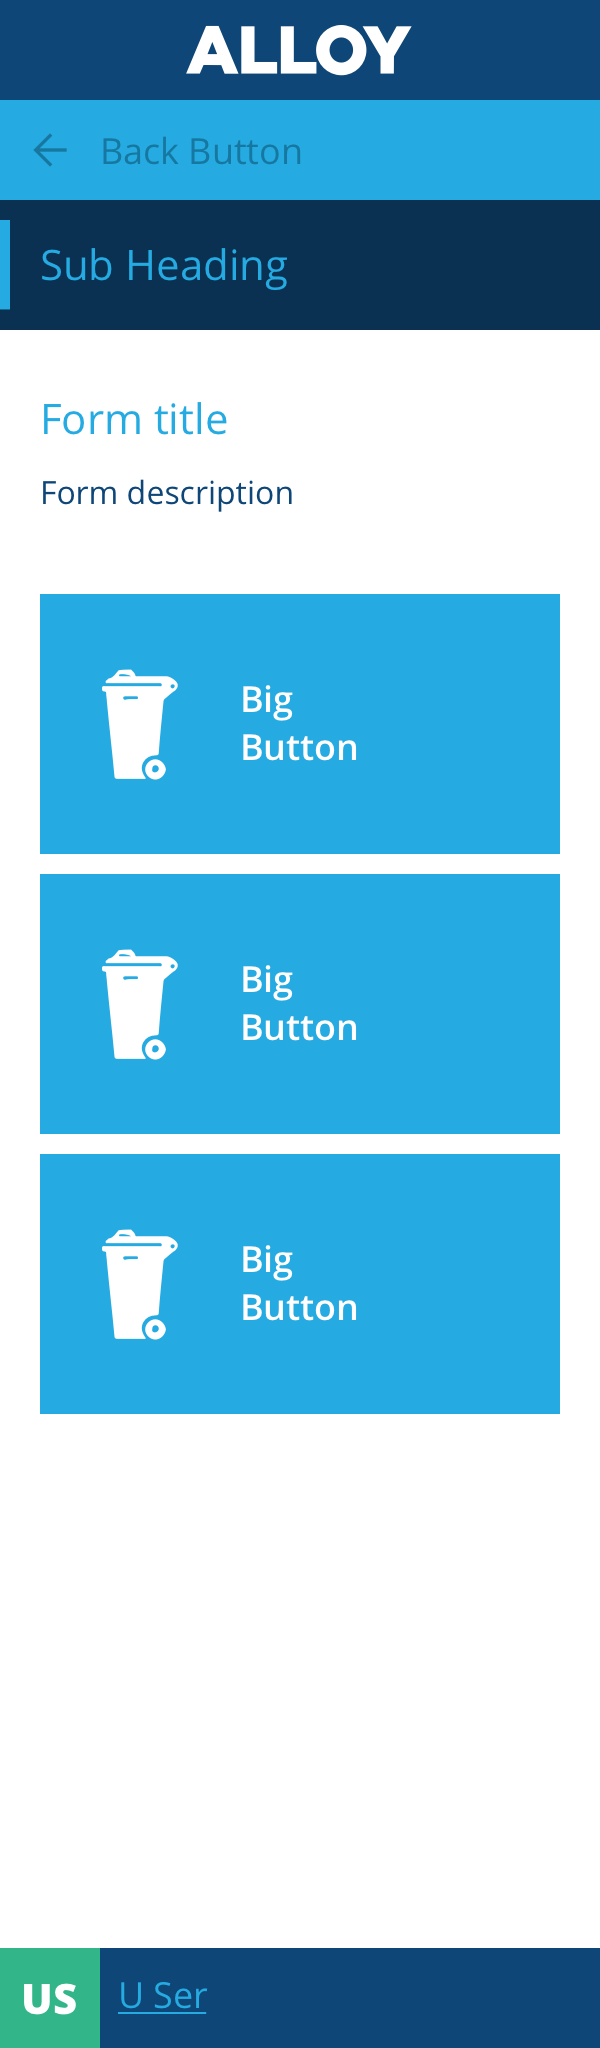 ALLOY
Back Button
Sub Heading
Form title
Form description
Big
Button
Big
Button
Big
Button
US
U Ser